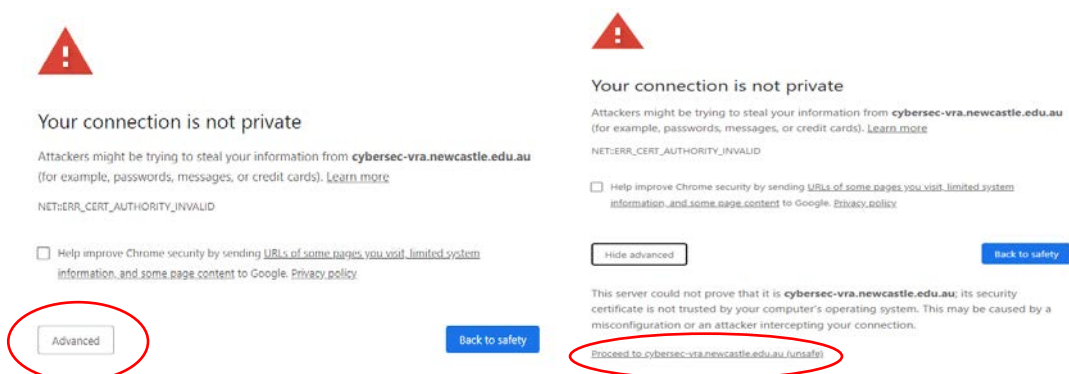 Your connection is not private
Attackers might be trying to steal your information from cybersec-vra.newcastle.edu.au
(for example, passwords, messages, or credit cards). Learn more
NET::ERR_CERT_AUTHORITY_INVALID
Help improve Chrome security by sending URLs of some pages you visit, limited system
information, and some page content to Google. Privacy policy
Advanced
Back to safety
Your connection is not private
Attackers might be trying to steal your information from cybersec-vra.newcastle.edu.au
(for example, passwords, messages, or credit cards). Learn more
NET::ERR_CERT_AUTHORITY_INVALID
Help improve Chrome security by sending URLs of some pages you visit, limited system
information, and some page content to Google. Privacy policy
Hide advanced
Back to safety
This server could not prove that it is cybersec-vra.newcastle.edu.au; its security
certificate is not trusted by your computer's operating system. This may be caused by a
misconfiguration or an attacker intercepting your connection.
Proceed to cybersec-vra.newcastle.edu.au (unsafe)